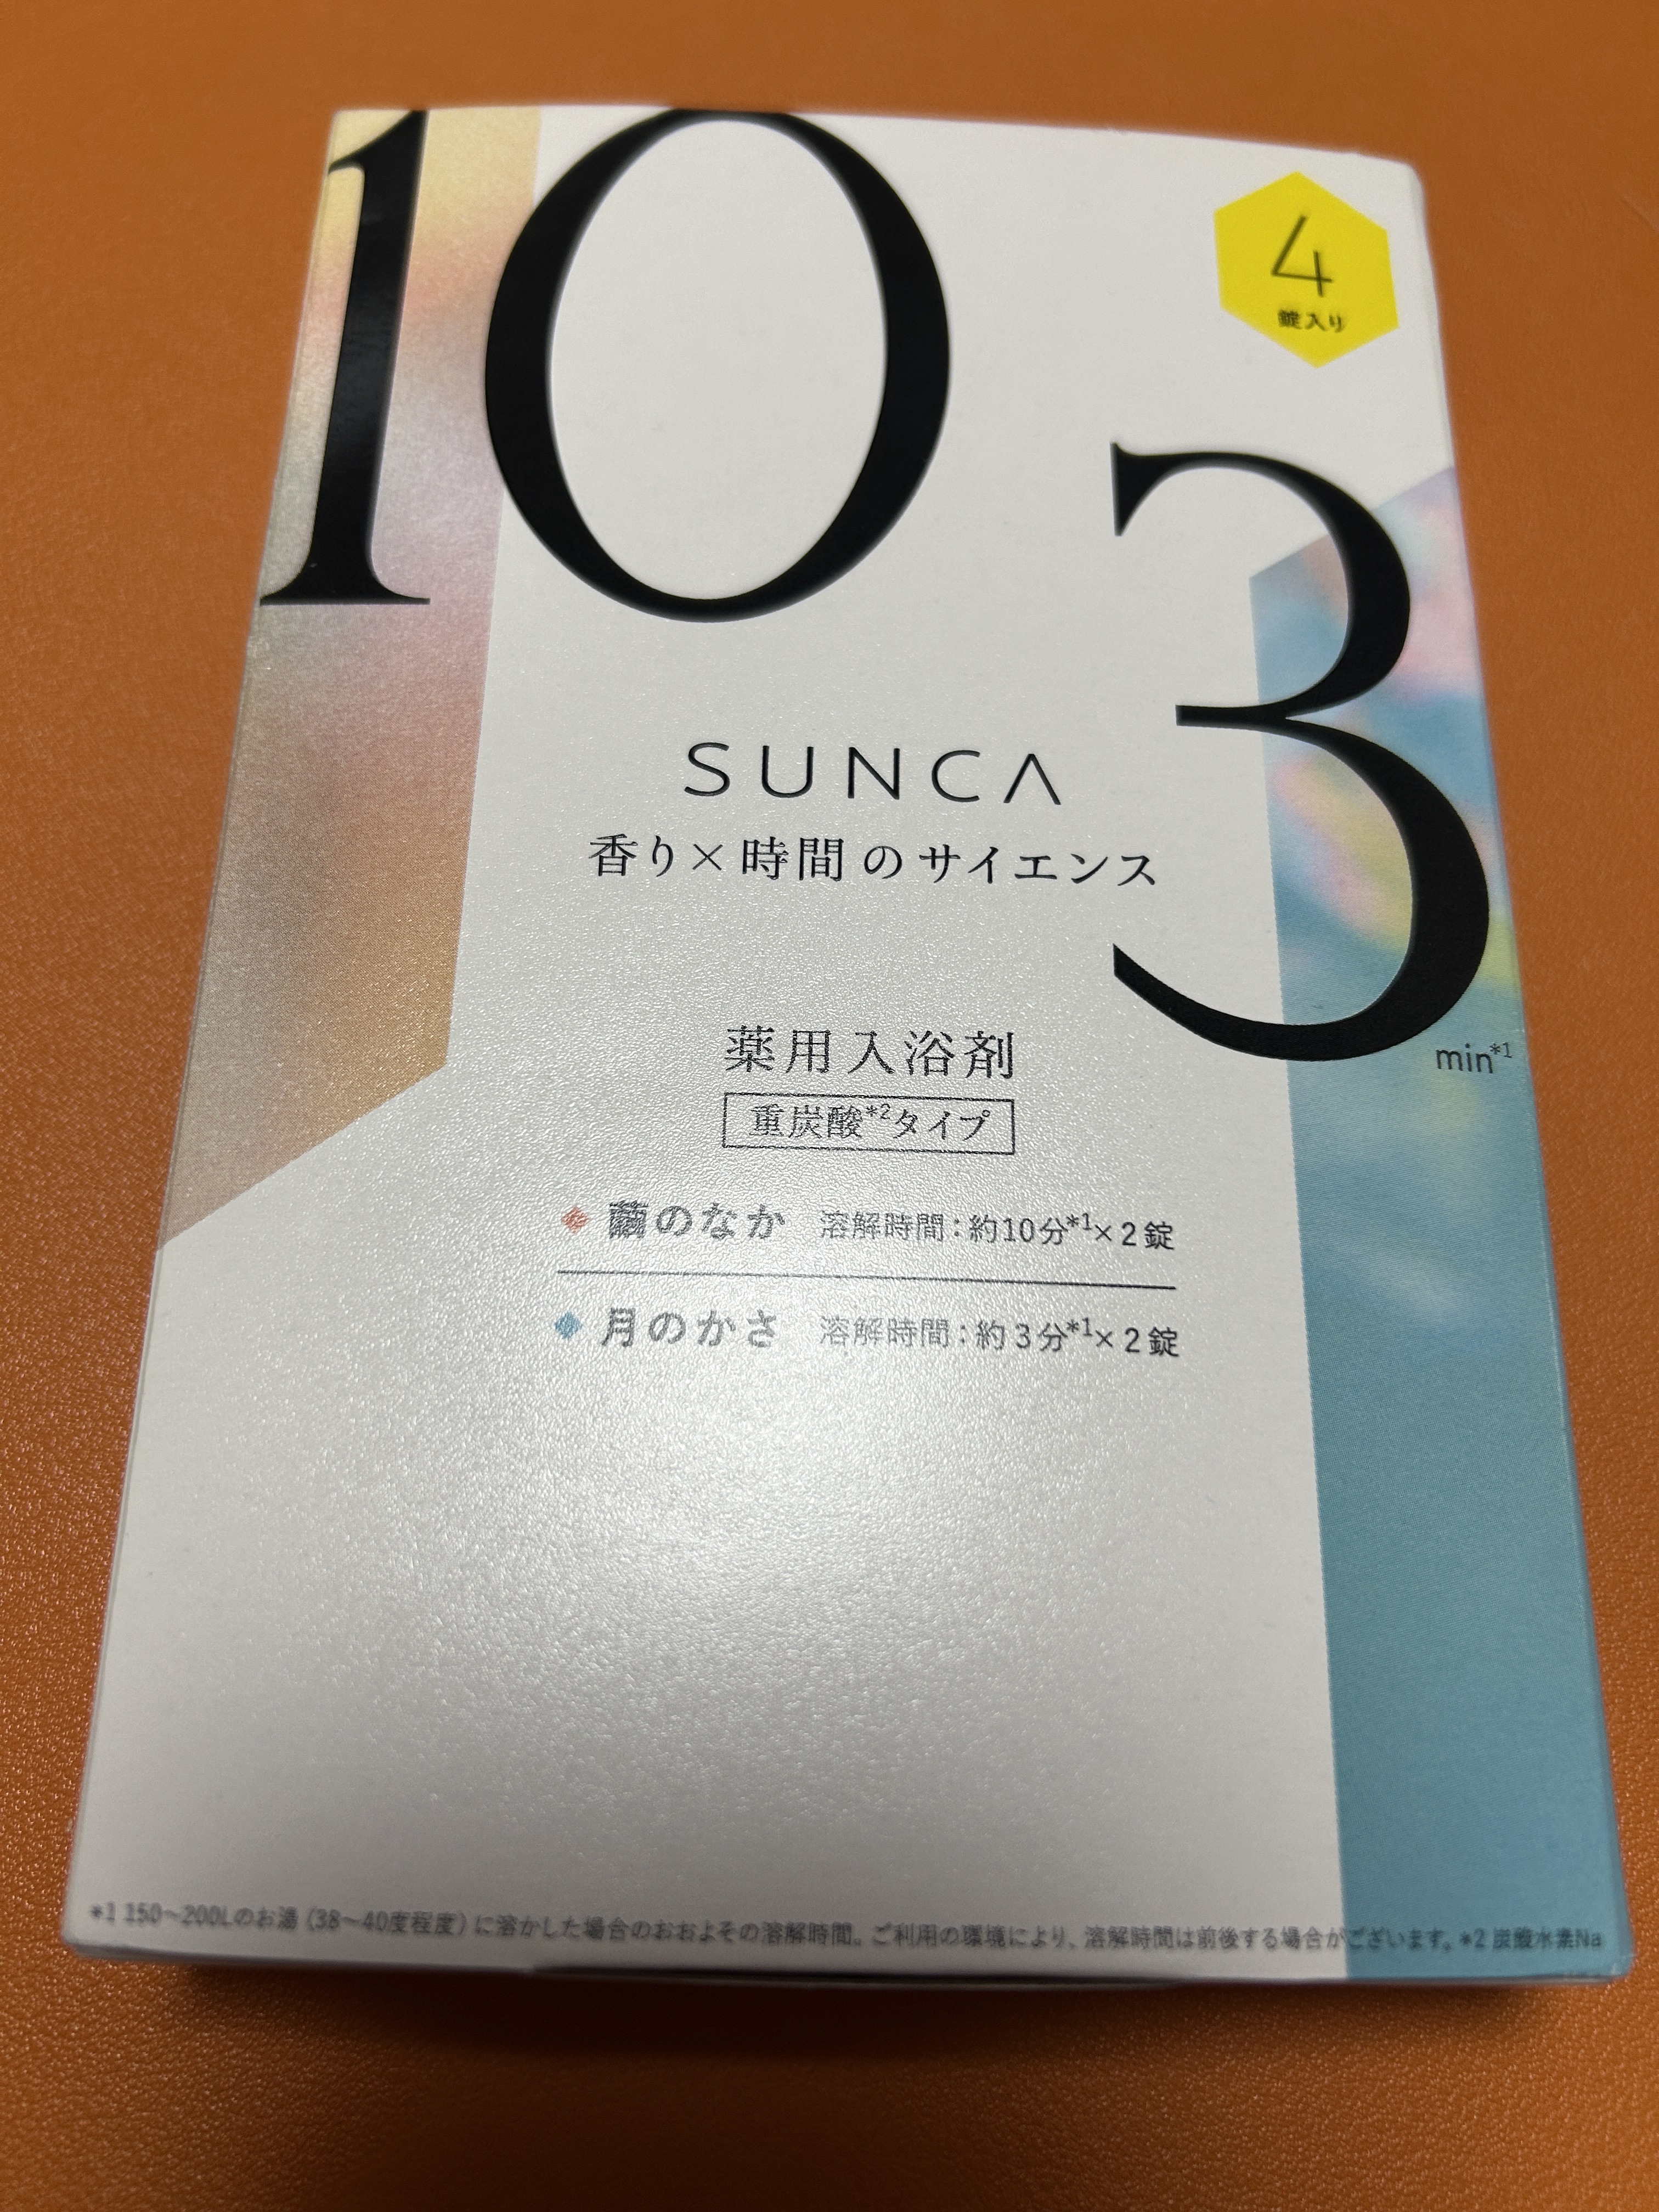 10
4
錠入り
3
min*1
SUNCA
香り×時間のサイエンス
薬用入浴剤
重炭酸*2タイプ
繭のなか 溶解時間：約10分*1×2錠
月のかさ 溶解時間：約3分*1×2錠
*1 150〜200Lのお湯（38〜40度程度）に溶かした場合のおおよその溶解時間。ご利用の環境により、溶解時間は前後する場合がございます。*2 炭酸水素Na